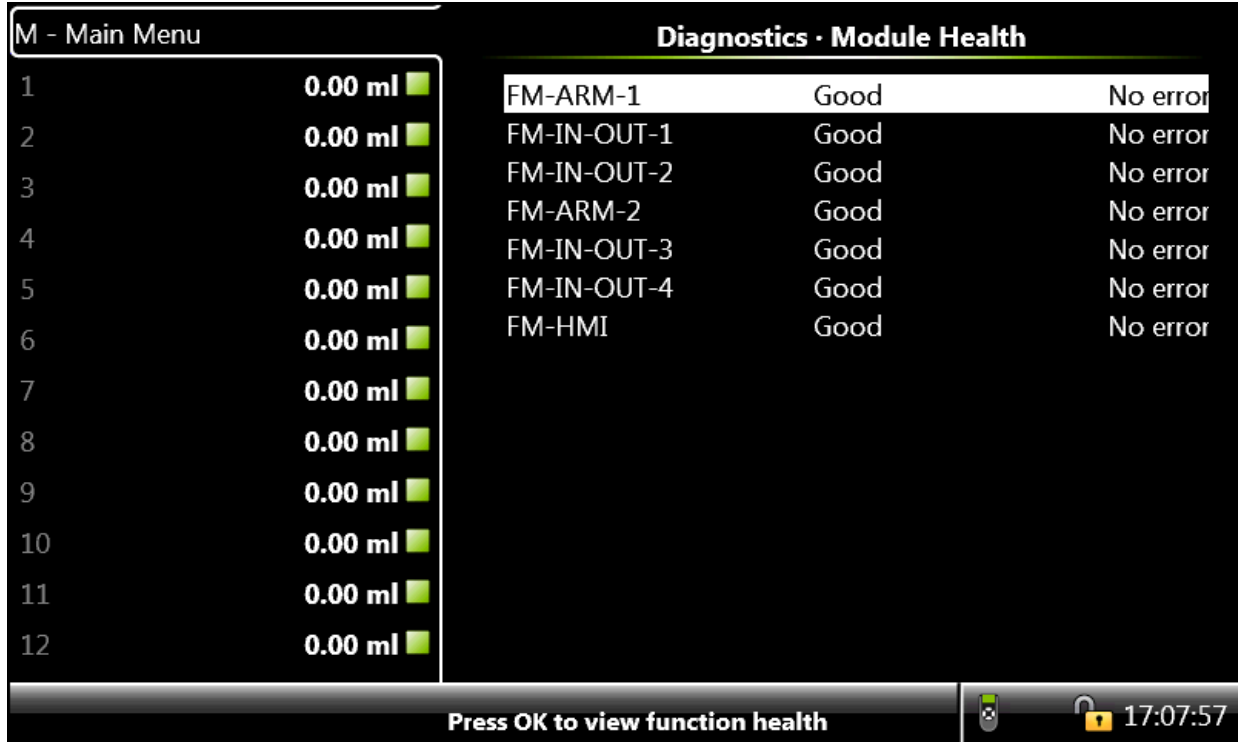 M - Main Menu
1 0.00 ml
2 0.00 ml
3 0.00 ml
4 0.00 ml
5 0.00 ml
6 0.00 ml
7 0.00 ml
8 0.00 ml
9 0.00 ml
10 0.00 ml
11 0.00 ml
12 0.00 ml
Diagnostics · Module Health
FM-ARM-1 Good No error
FM-IN-OUT-1 Good No error
FM-IN-OUT-2 Good No error
FM-ARM-2 Good No error
FM-IN-OUT-3 Good No error
FM-IN-OUT-4 Good No error
FM-HMI Good No error
Press OK to view function health
17:07:57